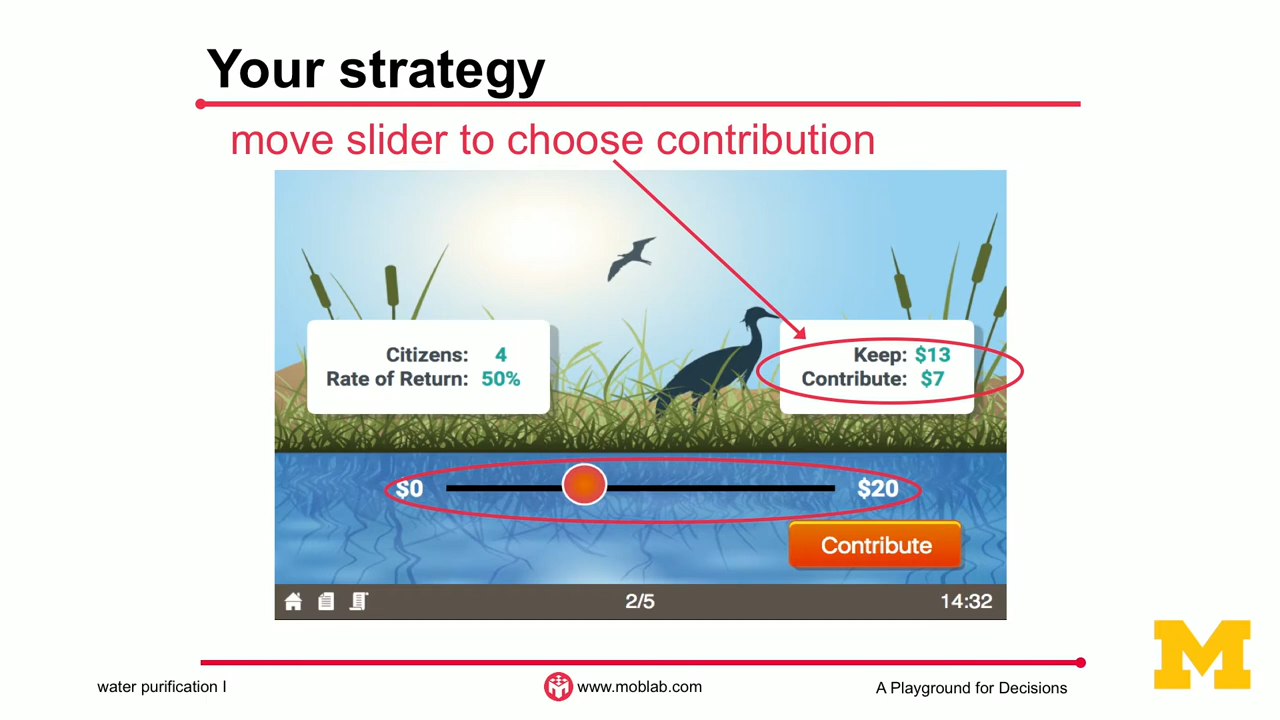 Your strategy
move slider to choose contribution
Citizens: 4
Rate of Return: 50%
Keep: $13
Contribute: $7
$0
$20
Contribute
2/5
14:32
water purification I
www.moblab.com
A Playground for Decisions
M